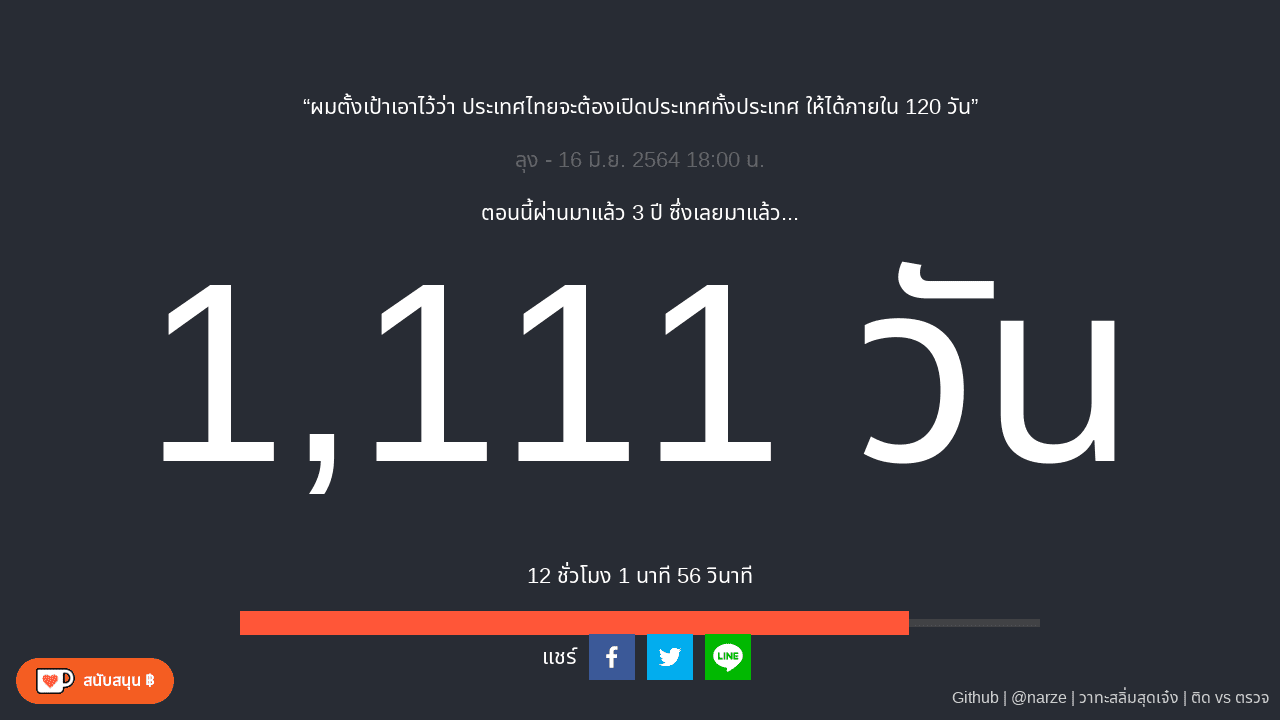 “ผมตั้งเป้าเอาไว้ว่า ประเทศไทยจะต้องเปิดประเทศทั้งประเทศ ให้ได้ภายใน 120 วัน”
ลุง - 16 มิ.ย. 2564 18:00 น.
ตอนนี้ผ่านมาแล้ว 3 ปี ซึ่งเลยมาแล้ว...
1,111 วัน
12 ชั่วโมง 1 นาที 56 วินาที
แชร์
LINE
สนับสนุน ฿
Github | @narze | วาทะสลิ่มสุดเจ๋ง | ติด vs ตรวจ